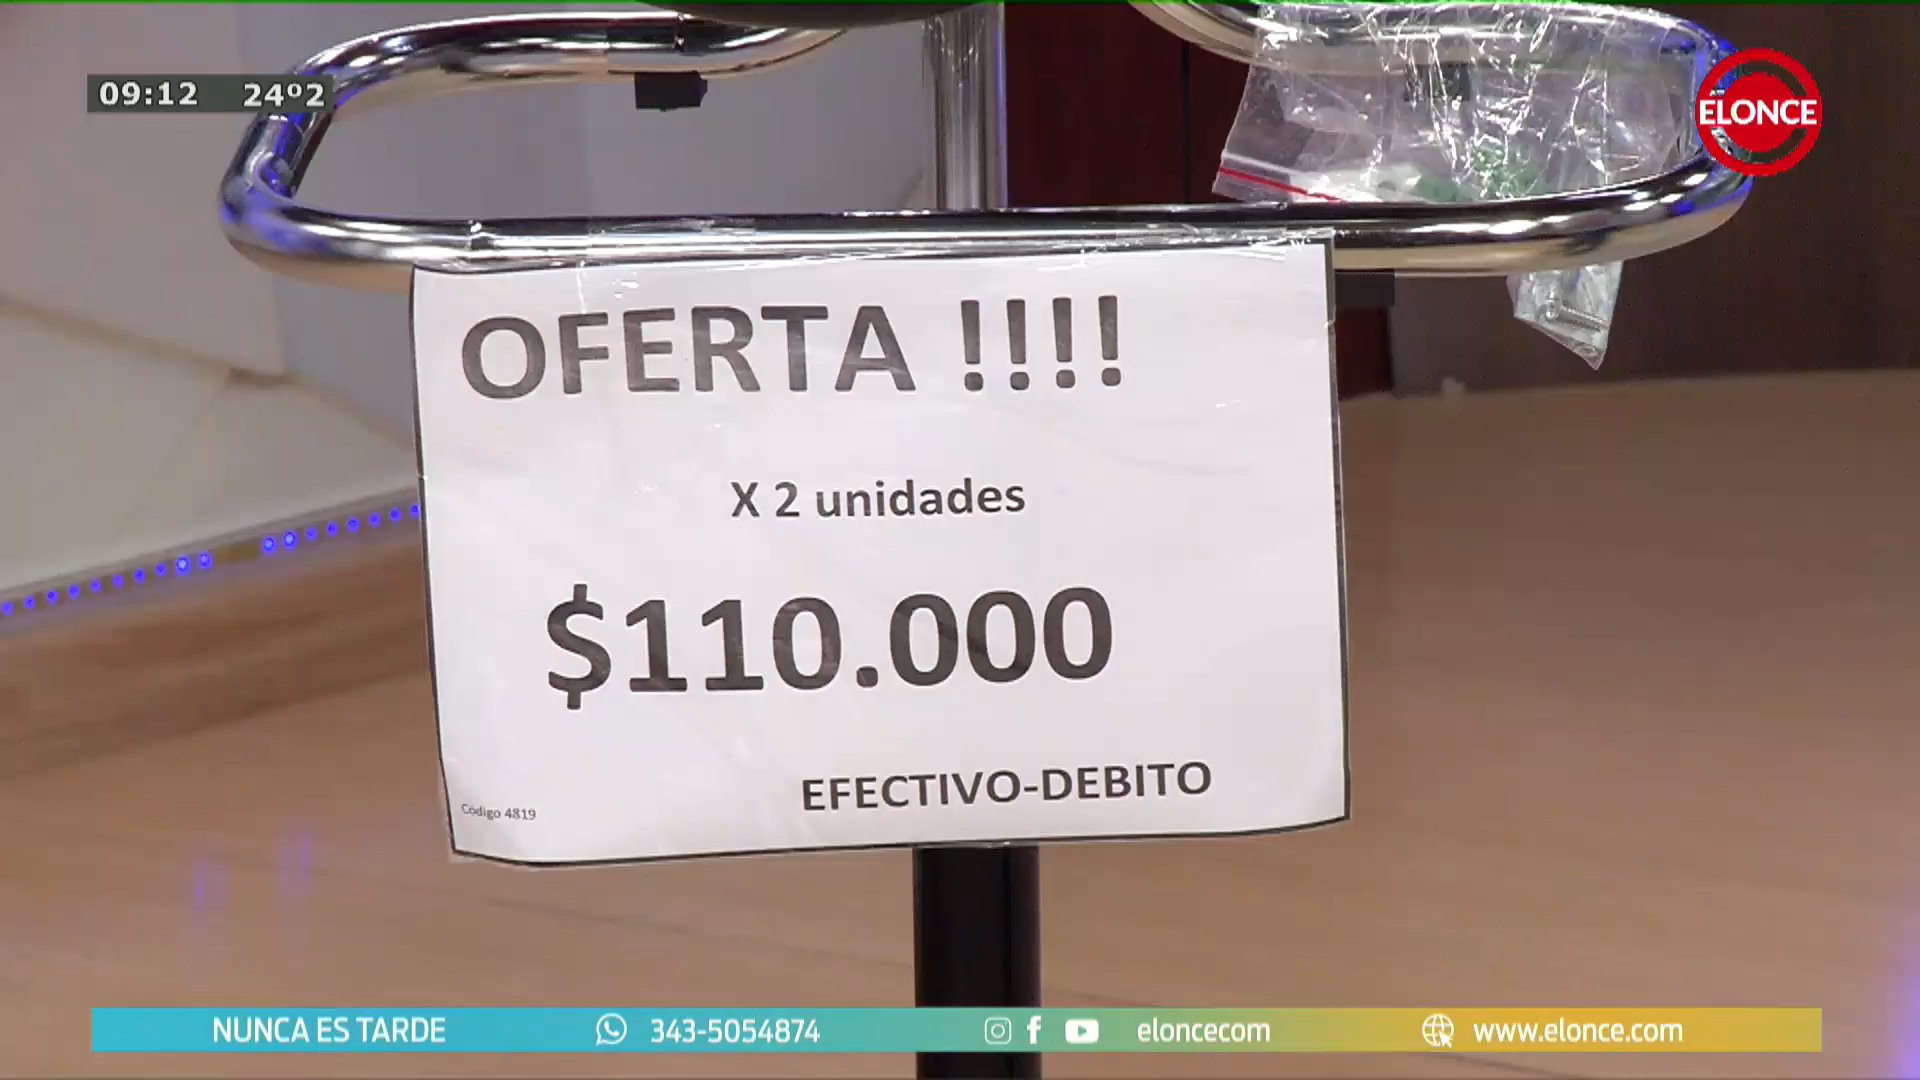 09:12 24º2
ELONCE
OFERTA !!!!
X 2 unidades
$110.000
EFECTIVO-DEBITO
Código 4819
NUNCA ES TARDE 343-5054874 eloncecom www.elonce.com